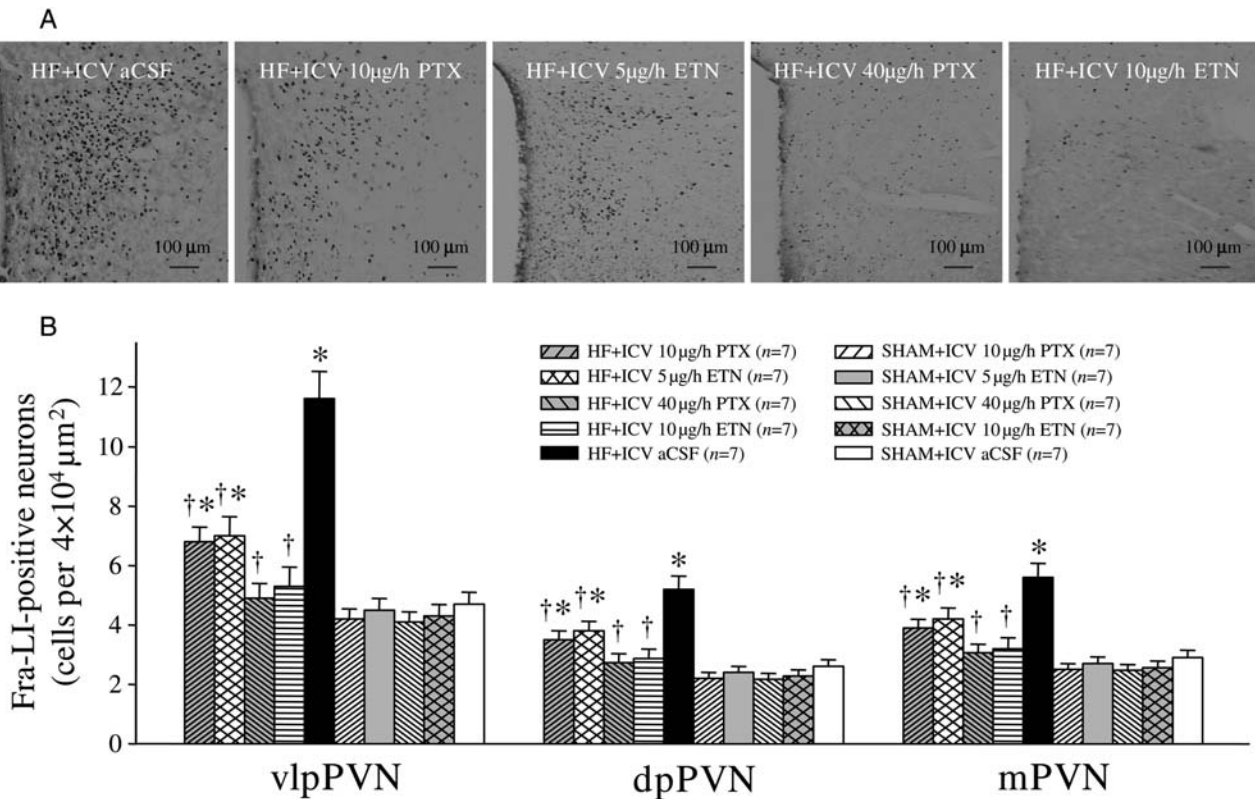 A
HF+ICV aCSF
HF+ICV 10μg/h PTX
HF+ICV 5μg/h ETN
HF+ICV 40μg/h PTX
HF+ICV 10μg/h ETN
100 μm
100 μm
100 μm
100 μm
100 μm
B
Fra-LI-positive neurons
(cells per 4×10⁴μm²)
12
8
6
4
2
0
*
†*
†*
†
†
†*
†*
†
†
*
†*
†*
†
†
*
HF+ICV 10μg/h PTX (n=7)
HF+ICV 5μg/h ETN (n=7)
HF+ICV 40μg/h PTX (n=7)
HF+ICV 10μg/h ETN (n=7)
HF+ICV aCSF (n=7)
SHAM+ICV 10μg/h PTX (n=7)
SHAM+ICV 5μg/h ETN (n=7)
SHAM+ICV 40μg/h PTX (n=7)
SHAM+ICV 10μg/h ETN (n=7)
SHAM+ICV aCSF (n=7)
vlpPVN
dpPVN
mPVN